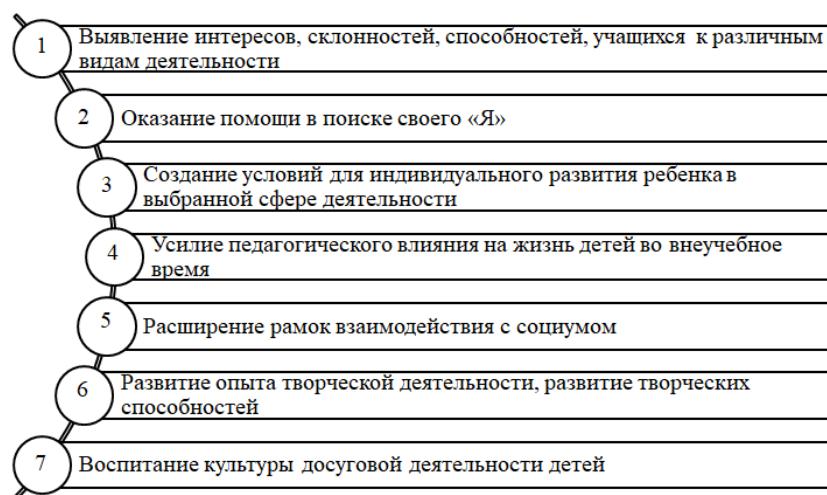 1
Выявление интересов, склонностей, способностей, учащихся к различным
видам деятельности
2
Оказание помощи в поиске своего «Я»
3
Создание условий для индивидуального развития ребенка в
выбранной сфере деятельности
4
Усилие педагогического влияния на жизнь детей во внеучебное
время
5
Расширение рамок взаимодействия с социумом
6
Развитие опыта творческой деятельности, развитие творческих
способностей
7
Воспитание культуры досуговой деятельности детей